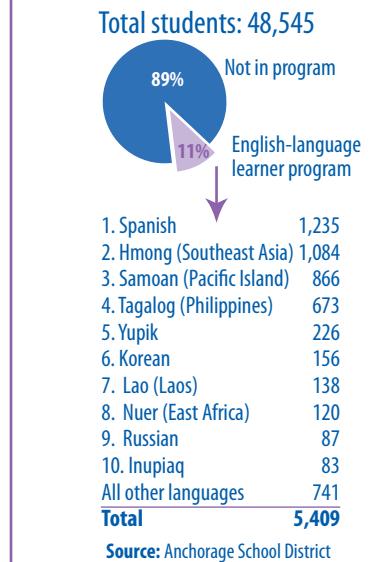 Total students: 48,545
89%
Not in program
11%
English-language
learner program
1. Spanish 1,235
2. Hmong (Southeast Asia) 1,084
3. Samoan (Pacific Island) 866
4. Tagalog (Philippines) 673
5. Yupik 226
6. Korean 156
7. Lao (Laos) 138
8. Nuer (East Africa) 120
9. Russian 87
10. Inupiaq 83
All other languages 741
Total 5,409
Source: Anchorage School District